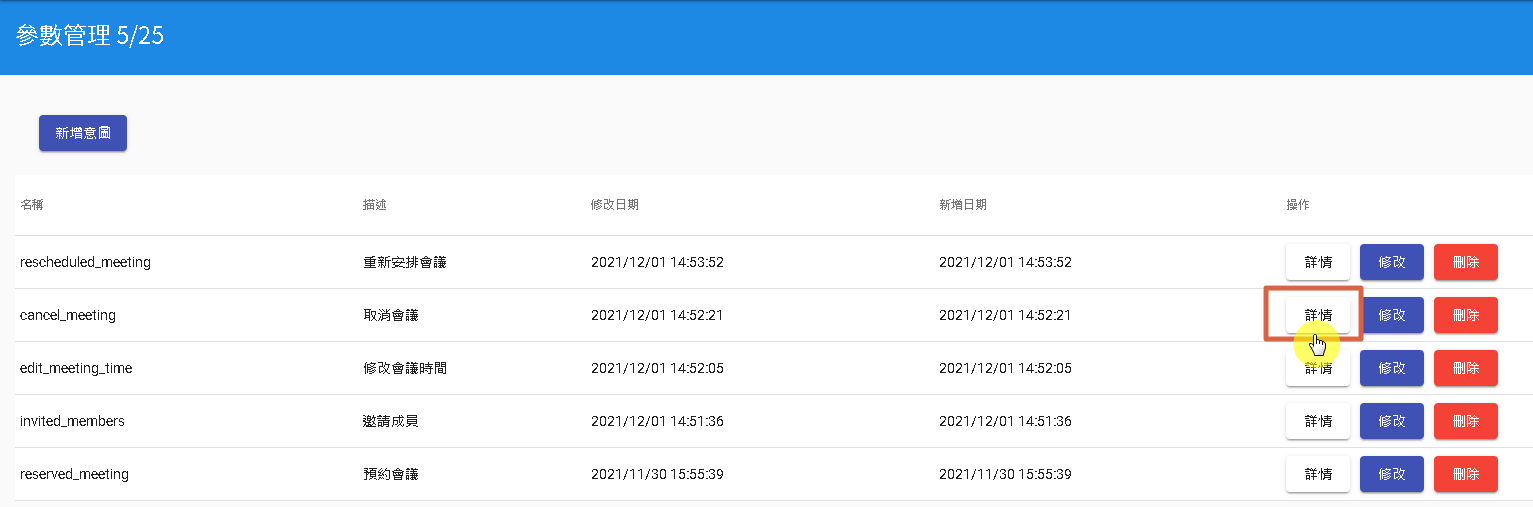 參數管理 5/25
新增意圖
名稱 描述 修改日期 新增日期 操作
rescheduled_meeting 重新安排會議 2021/12/01 14:53:52 2021/12/01 14:53:52 詳情 修改 刪除
cancel_meeting 取消會議 2021/12/01 14:52:21 2021/12/01 14:52:21 詳情 修改 刪除
edit_meeting_time 修改會議時間 2021/12/01 14:52:05 2021/12/01 14:52:05 詳情 修改 刪除
invited_members 邀請成員 2021/12/01 14:51:36 2021/12/01 14:51:36 詳情 修改 刪除
reserved_meeting 預約會議 2021/11/30 15:55:39 2021/11/30 15:55:39 詳情 修改 刪除